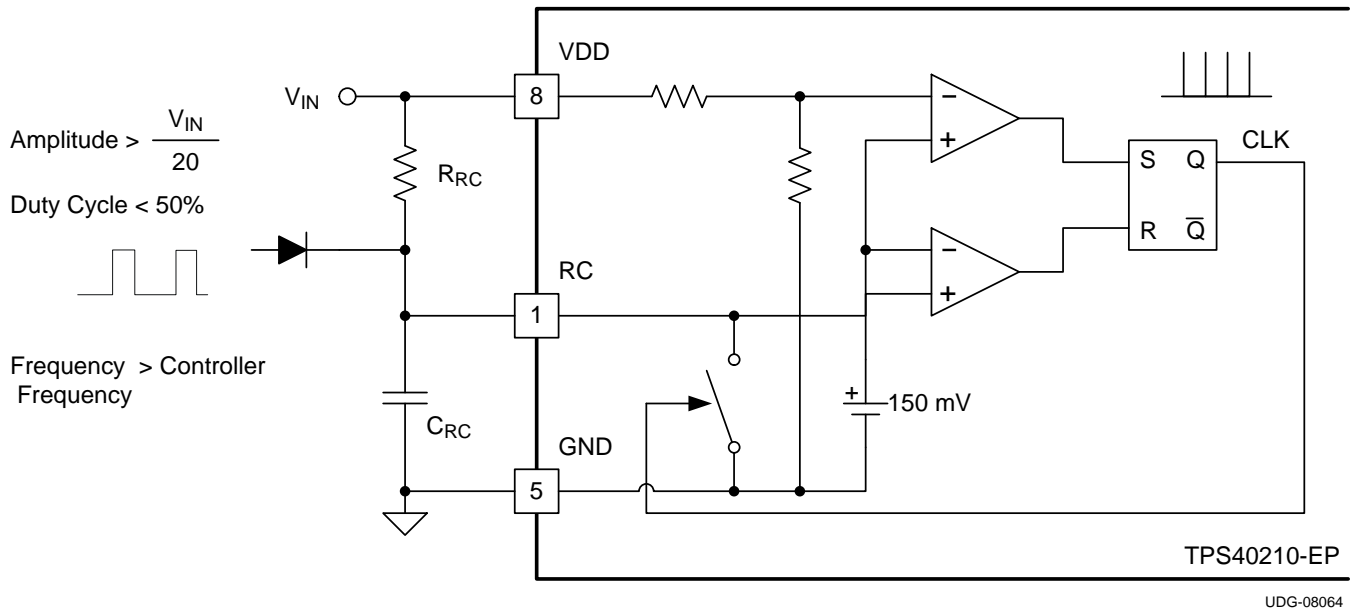 VDD
V_IN
8
Amplitude > V_IN / 20
R_RC
Duty Cycle < 50%
RC
1
Frequency > Controller
Frequency
C_RC
GND
5
−
+
−
+
S Q
R Q̅
CLK
+
150 mV
TPS40210-EP
UDG-08064